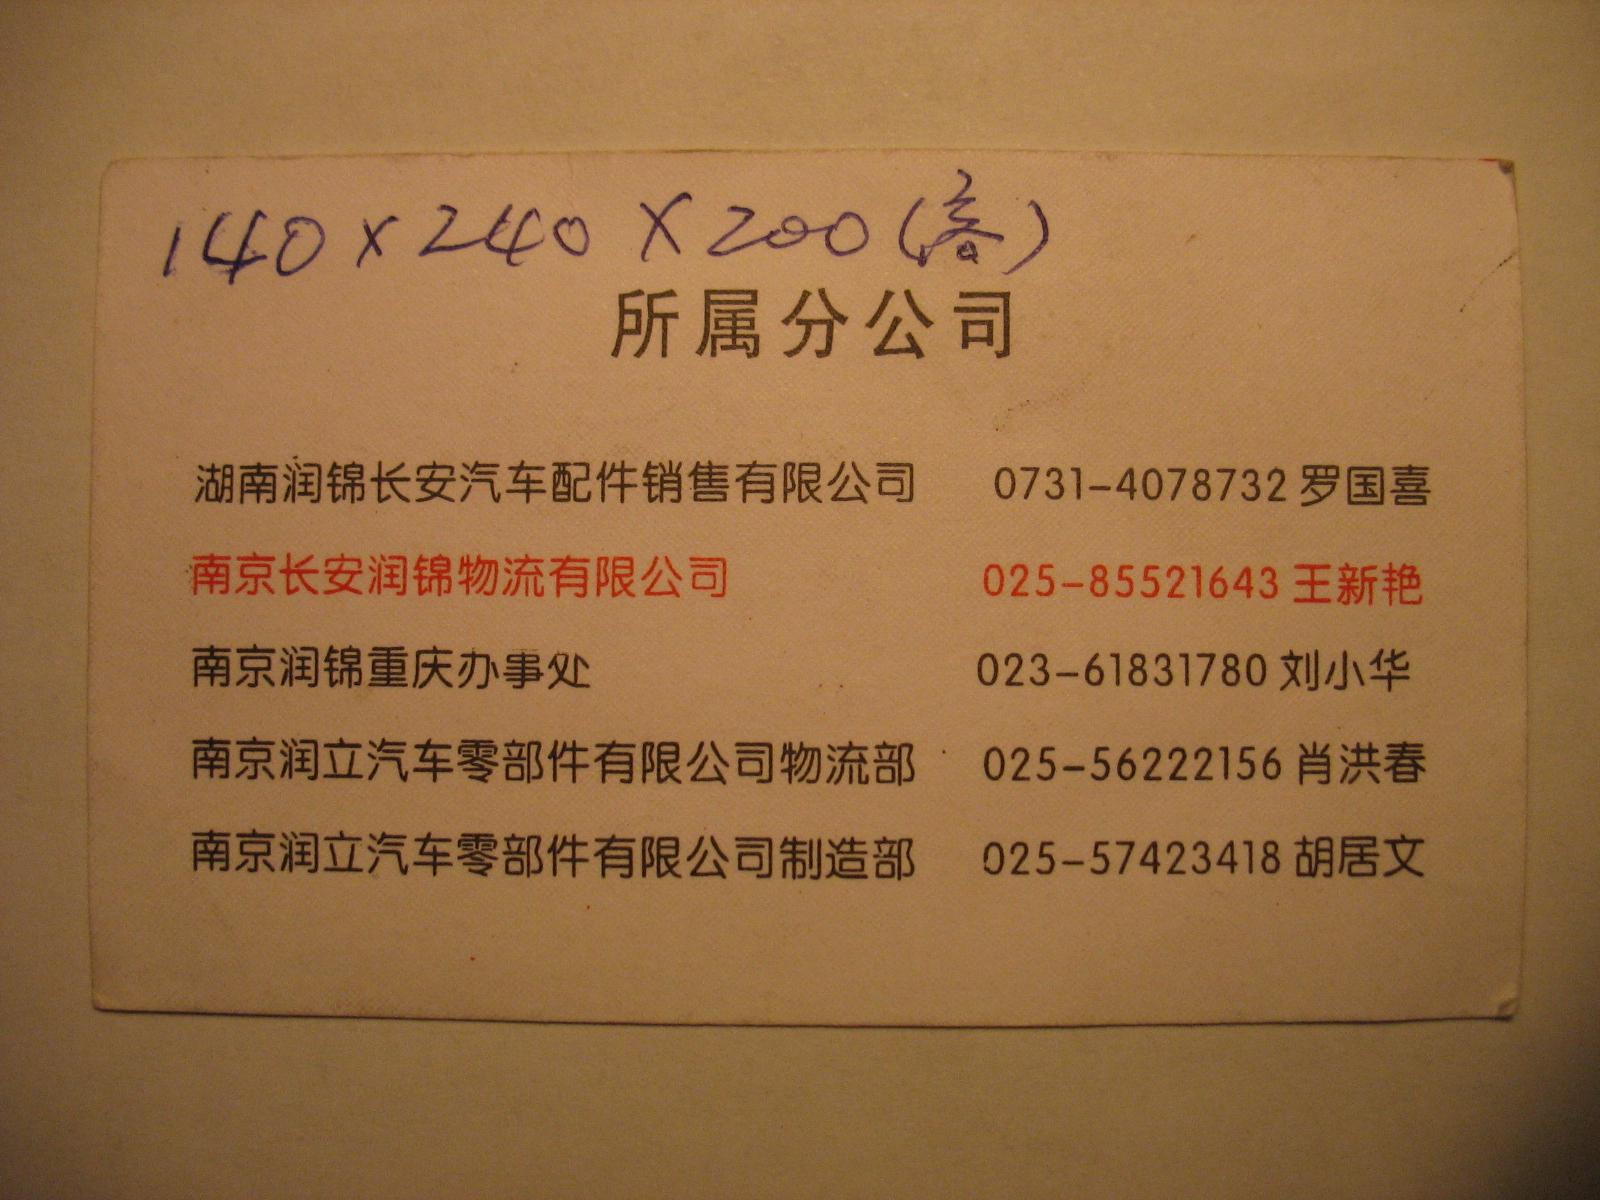 140×240×200(高)
所属分公司
湖南润锦长安汽车配件销售有限公司 0731-4078732 罗国喜
南京长安润锦物流有限公司 025-85521643 王新艳
南京润锦重庆办事处 023-61831780 刘小华
南京润立汽车零部件有限公司物流部 025-56222156 肖洪春
南京润立汽车零部件有限公司制造部 025-57423418 胡居文